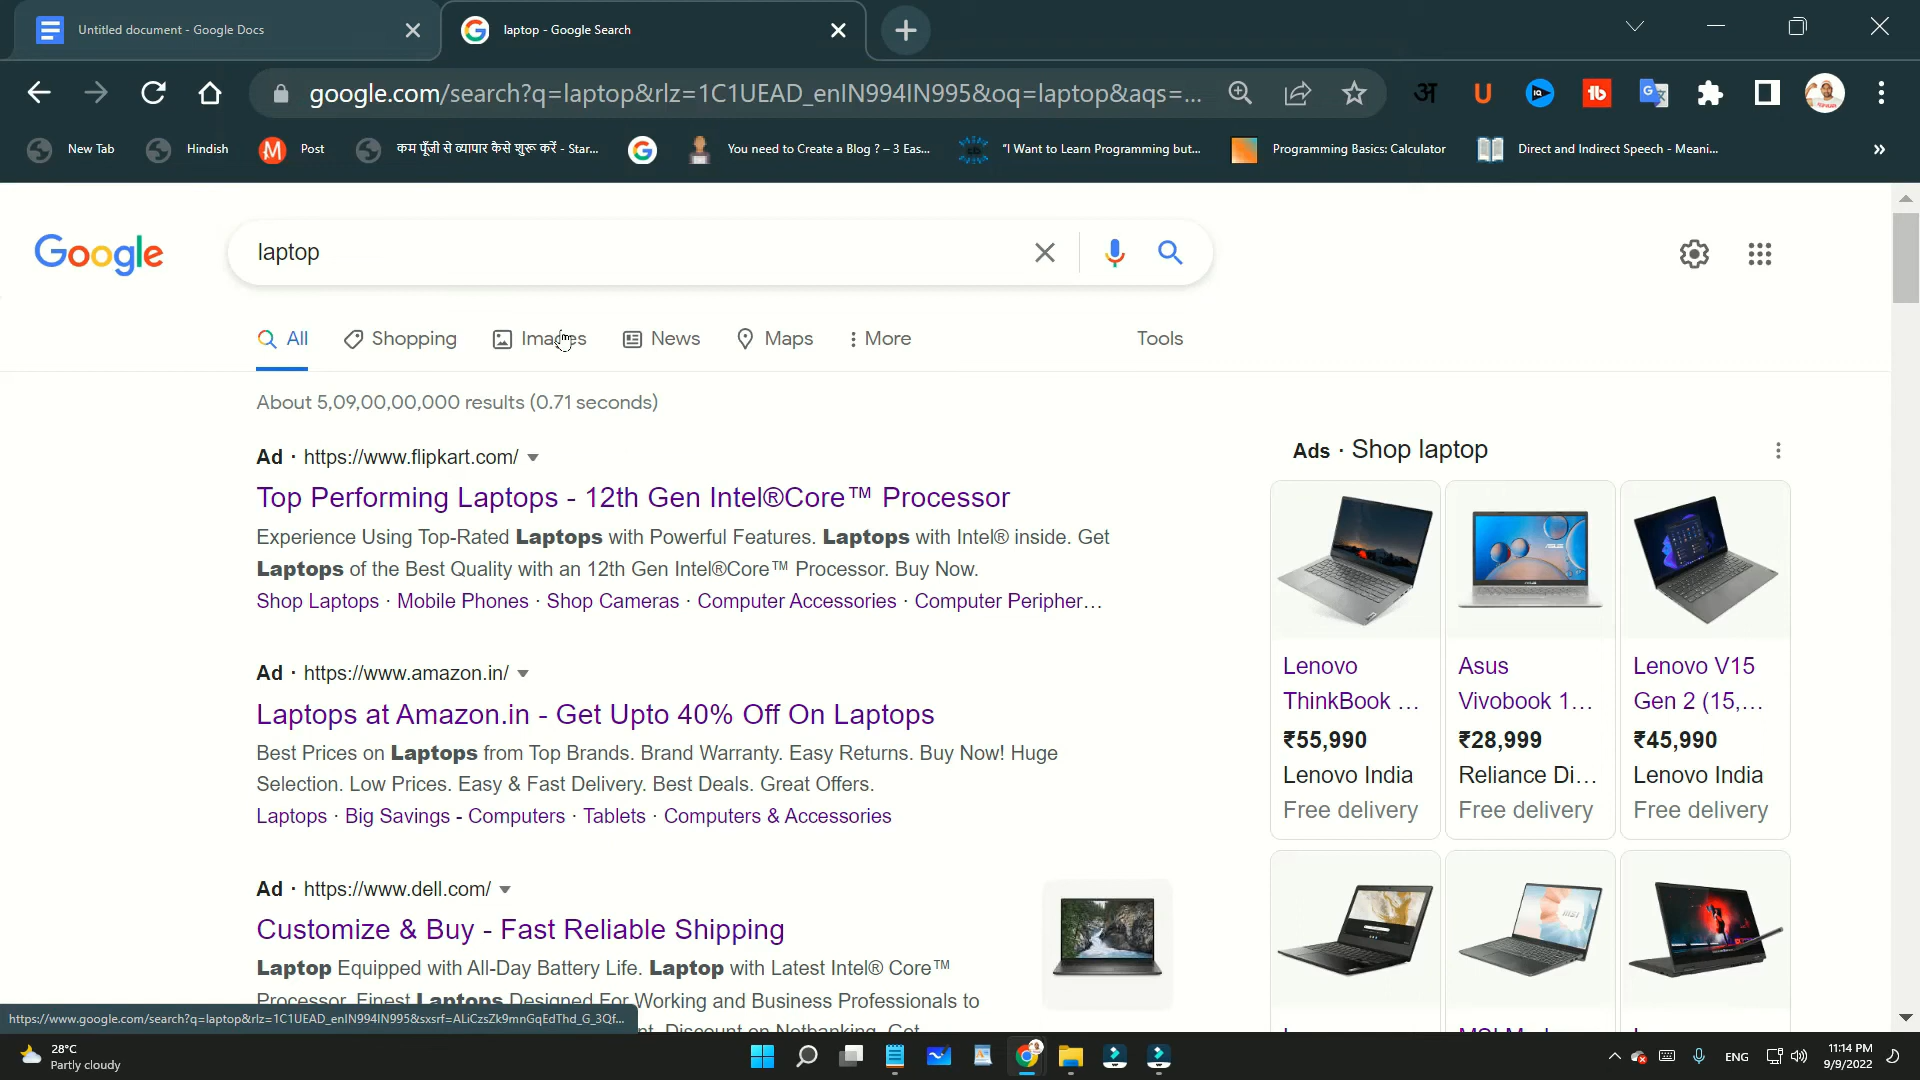 Untitled document - Google Docs
laptop - Google Search
google.com/search?q=laptop&rlz=1C1UEAD_enIN994IN995&oq=laptop&aqs=...
New Tab
Hindish
Post
कम पूँजी से व्यापार कैसे शुरू करें - Star...
You need to Create a Blog ? – 3 Eas...
"I Want to Learn Programming but...
Programming Basics: Calculator
Direct and Indirect Speech - Meani...
Google
laptop
All
Shopping
Images
News
Maps
More
Tools
About 5,09,00,00,000 results (0.71 seconds)
Ad · https://www.flipkart.com/
Top Performing Laptops - 12th Gen Intel®Core™ Processor
Experience Using Top-Rated Laptops with Powerful Features. Laptops with Intel® inside. Get
Laptops of the Best Quality with an 12th Gen Intel®Core™ Processor. Buy Now.
Shop Laptops · Mobile Phones · Shop Cameras · Computer Accessories · Computer Peripher...
Ad · https://www.amazon.in/
Laptops at Amazon.in - Get Upto 40% Off On Laptops
Best Prices on Laptops from Top Brands. Brand Warranty. Easy Returns. Buy Now! Huge
Selection. Low Prices. Easy & Fast Delivery. Best Deals. Great Offers.
Laptops · Big Savings - Computers · Tablets · Computers & Accessories
Ad · https://www.dell.com/
Customize & Buy - Fast Reliable Shipping
Laptop Equipped with All-Day Battery Life. Laptop with Latest Intel® Core™
Processor. Finest Laptops Designed For Working and Business Professionals to
Discount on Netbanking. Get
Ads · Shop laptop
Lenovo
ThinkBook ...
₹55,990
Lenovo India
Free delivery
Asus
Vivobook 1...
₹28,999
Reliance Di...
Free delivery
Lenovo V15
Gen 2 (15,...
₹45,990
Lenovo India
Free delivery
https://www.google.com/search?q=laptop&rlz=1C1UEAD_enIN994IN995&sxsrf=ALiCzsZk9mnGqEdThd_G_3Qf...
28°C
Partly cloudy
ENG
11:14 PM
9/9/2022